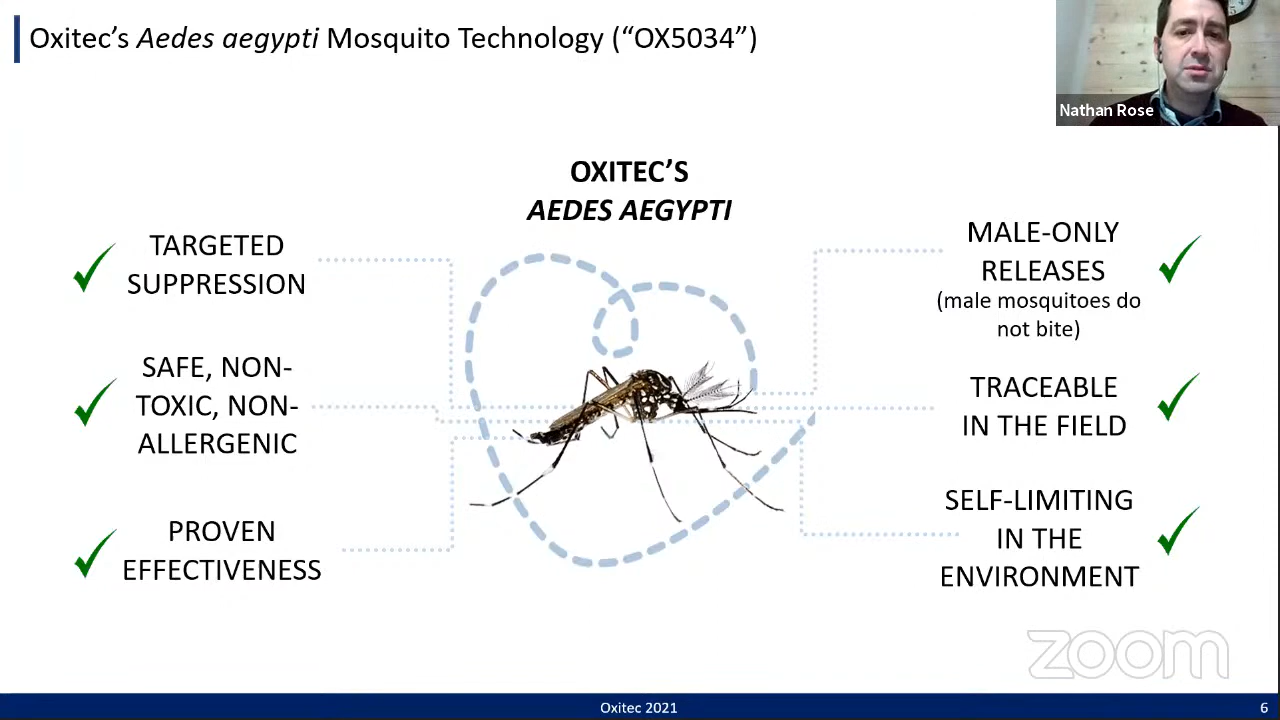 Oxitec’s Aedes aegypti Mosquito Technology (“OX5034”)
Nathan Rose
OXITEC’S
AEDES AEGYPTI
TARGETED
SUPPRESSION
SAFE, NON-
TOXIC, NON-
ALLERGENIC
PROVEN
EFFECTIVENESS
MALE-ONLY
RELEASES
(male mosquitoes do
not bite)
TRACEABLE
IN THE FIELD
SELF-LIMITING
IN THE
ENVIRONMENT
zoom
Oxitec 2021
6